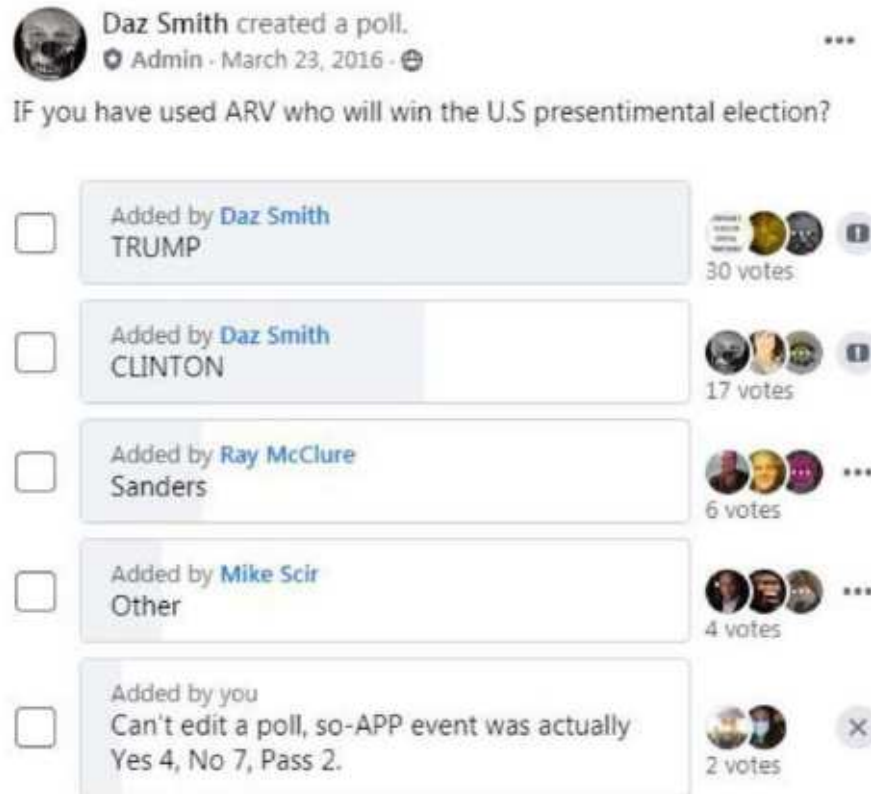 Daz Smith created a poll.
Admin · March 23, 2016 ·
IF you have used ARV who will win the U.S presentimental election?
Added by Daz Smith
TRUMP
30 votes
Added by Daz Smith
CLINTON
17 votes
Added by Ray McClure
Sanders
6 votes
Added by Mike Scir
Other
4 votes
Added by you
Can't edit a poll, so-APP event was actually
Yes 4, No 7, Pass 2.
2 votes